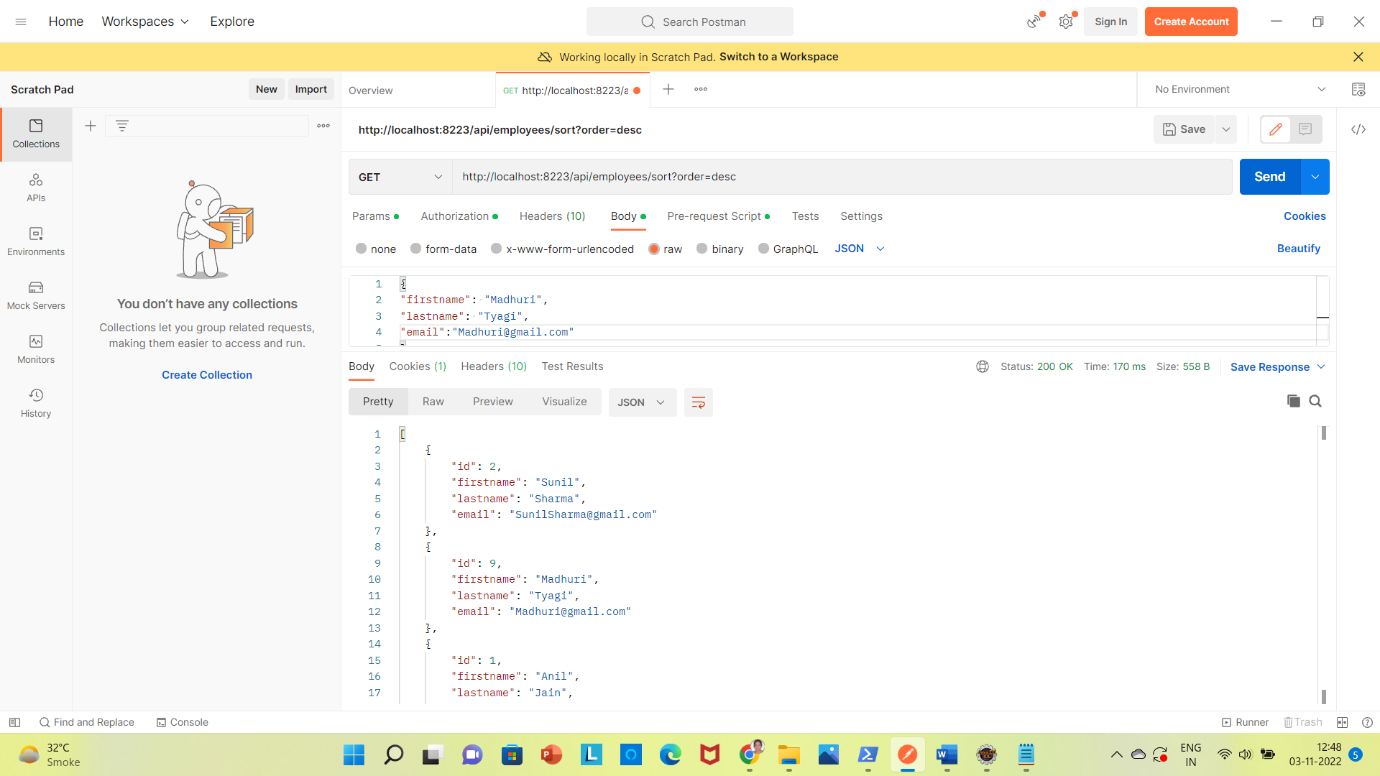 Home Workspaces Explore Search Postman Sign In Create Account
Working locally in Scratch Pad. Switch to a Workspace
Scratch Pad New Import Overview GET http://localhost:8223/a No Environment
Collections
APIs
Environments
Mock Servers
Monitors
History
You don't have any collections
Collections let you group related requests,
making them easier to access and run.
Create Collection
http://localhost:8223/api/employees/sort?order=desc Save
GET http://localhost:8223/api/employees/sort?order=desc Send
Params Authorization Headers (10) Body Pre-request Script Tests Settings Cookies
none form-data x-www-form-urlencoded raw binary GraphQL JSON Beautify
1 {
2 "firstname": "Madhuri",
3 "lastname": "Tyagi",
4 "email":"Madhuri@gmail.com"
Body Cookies (1) Headers (10) Test Results Status: 200 OK Time: 170 ms Size: 558 B Save Response
Pretty Raw Preview Visualize JSON
1 [
2 {
3 "id": 2,
4 "firstname": "Sunil",
5 "lastname": "Sharma",
6 "email": "SunilSharma@gmail.com"
7 },
8 {
9 "id": 9,
10 "firstname": "Madhuri",
11 "lastname": "Tyagi",
12 "email": "Madhuri@gmail.com"
13 },
14 {
15 "id": 1,
16 "firstname": "Anil",
17 "lastname": "Jain",
Find and Replace Console Runner Trash
32°C
Smoke
ENG
IN
12:48
03-11-2022
5